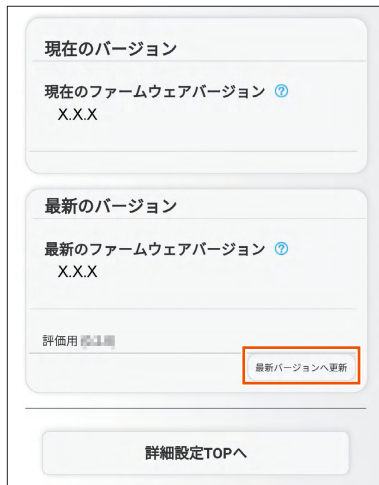 現在のバージョン
現在のファームウェアバージョン ?
X.X.X
最新のバージョン
最新のファームウェアバージョン ?
X.X.X
評価用
最新バージョンへ更新
詳細設定TOPへ